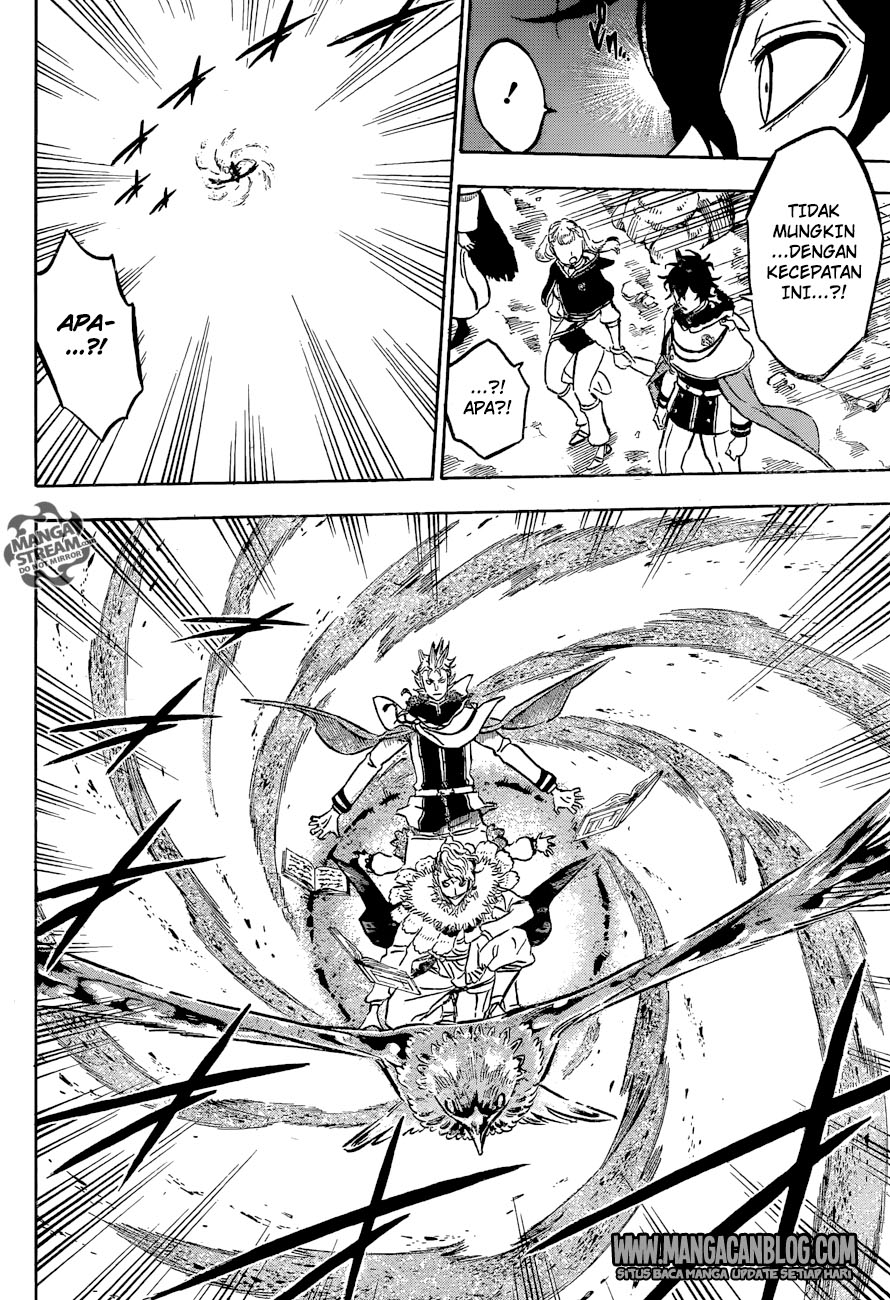 !
TIDAK
MUNGKIN
...DENGAN
KECEPATAN
INI...?!
...?!
APA?!
APA-
...?!
MANGA
STREAM.com
DO NOT MIRROR
WWW.MANGACANBLOG.COM
SITUS BACA MANGA UPDATE SETIAP HARI